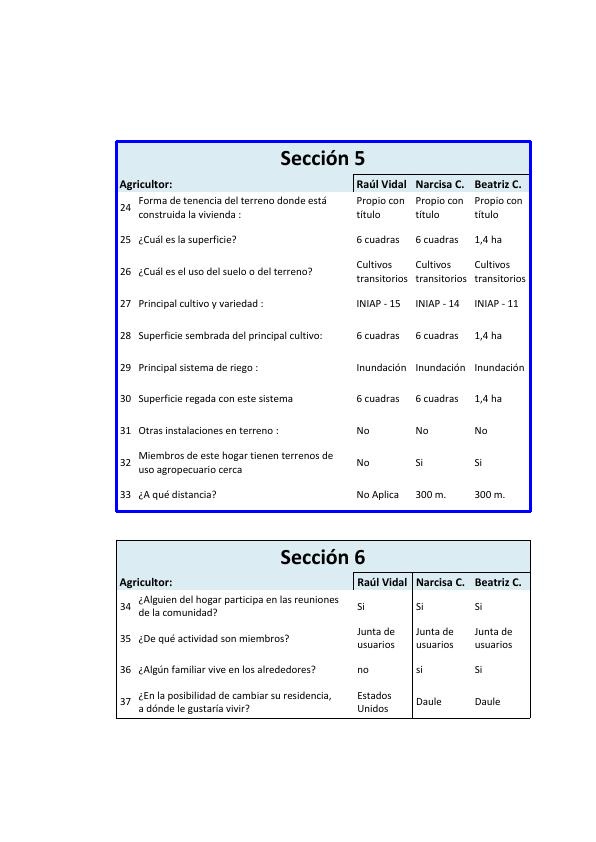 Sección 5
Agricultor: Raúl Vidal Narcisa C. Beatriz C.
24 Forma de tenencia del terreno donde está construida la vivienda : Propio con título Propio con título Propio con título
25 ¿Cuál es la superficie? 6 cuadras 6 cuadras 1,4 ha
26 ¿Cuál es el uso del suelo o del terreno? Cultivos transitorios Cultivos transitorios Cultivos transitorios
27 Principal cultivo y variedad : INIAP - 15 INIAP - 14 INIAP - 11
28 Superficie sembrada del principal cultivo: 6 cuadras 6 cuadras 1,4 ha
29 Principal sistema de riego : Inundación Inundación Inundación
30 Superficie regada con este sistema 6 cuadras 6 cuadras 1,4 ha
31 Otras instalaciones en terreno : No No No
32 Miembros de este hogar tienen terrenos de uso agropecuario cerca No Si Si
33 ¿A qué distancia? No Aplica 300 m. 300 m.
Sección 6
Agricultor: Raúl Vidal Narcisa C. Beatriz C.
34 ¿Alguien del hogar participa en las reuniones de la comunidad? Si Si Si
35 ¿De qué actividad son miembros? Junta de usuarios Junta de usuarios Junta de usuarios
36 ¿Algún familiar vive en los alrededores? no si Si
37 ¿En la posibilidad de cambiar su residencia, a dónde le gustaría vivir? Estados Unidos Daule Daule